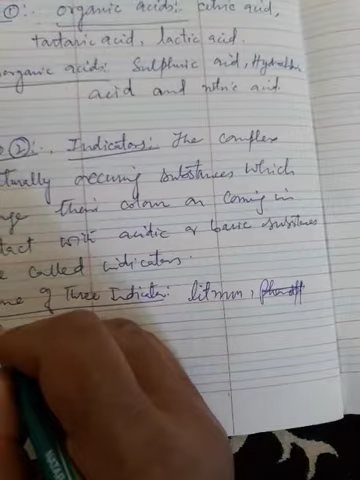 ①:. organic acids:. citric acid,
tartaric acid, lactic acid.
organic acids: Sulphuric acid,
acid and nitric acid
②:. Indicators: The complex
turally occuring substances which
nge their colour on coming in
tact with acidic or basic
e called indicators.
me of Three Indicator: litmus,